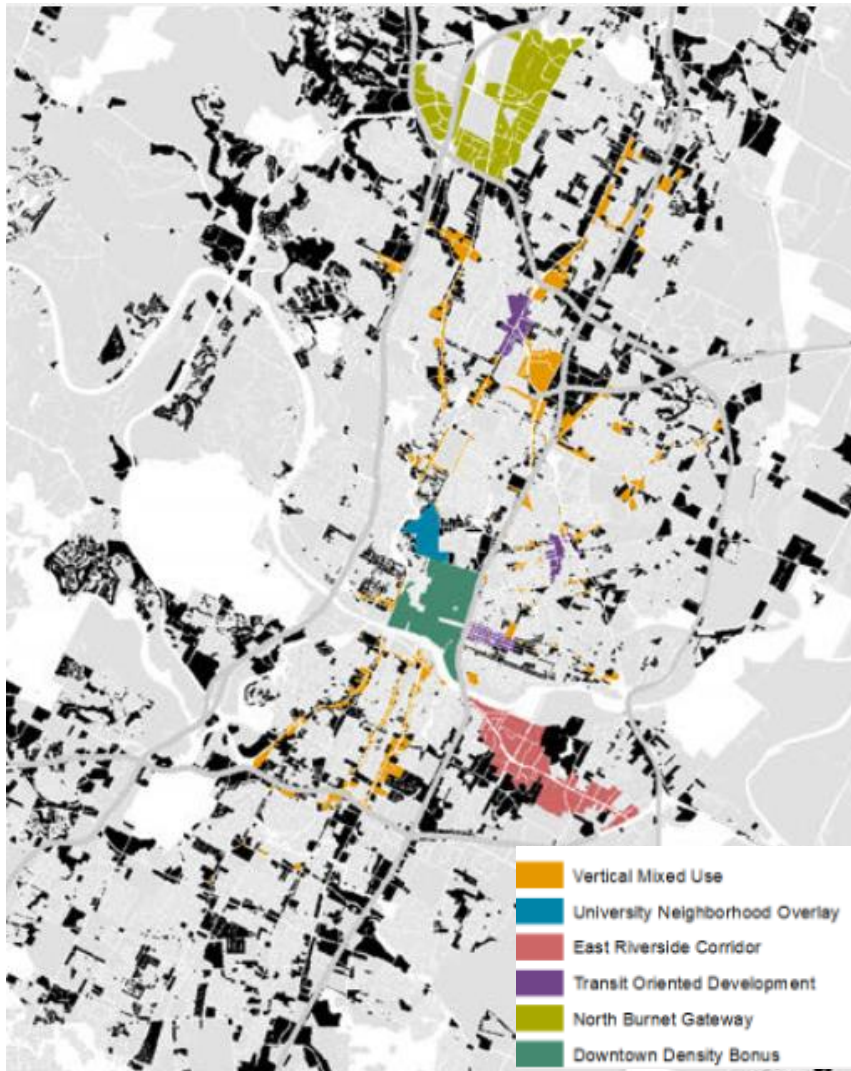 Vertical Mixed Use
University Neighborhood Overlay
East Riverside Corridor
Transit Oriented Development
North Burnet Gateway
Downtown Density Bonus